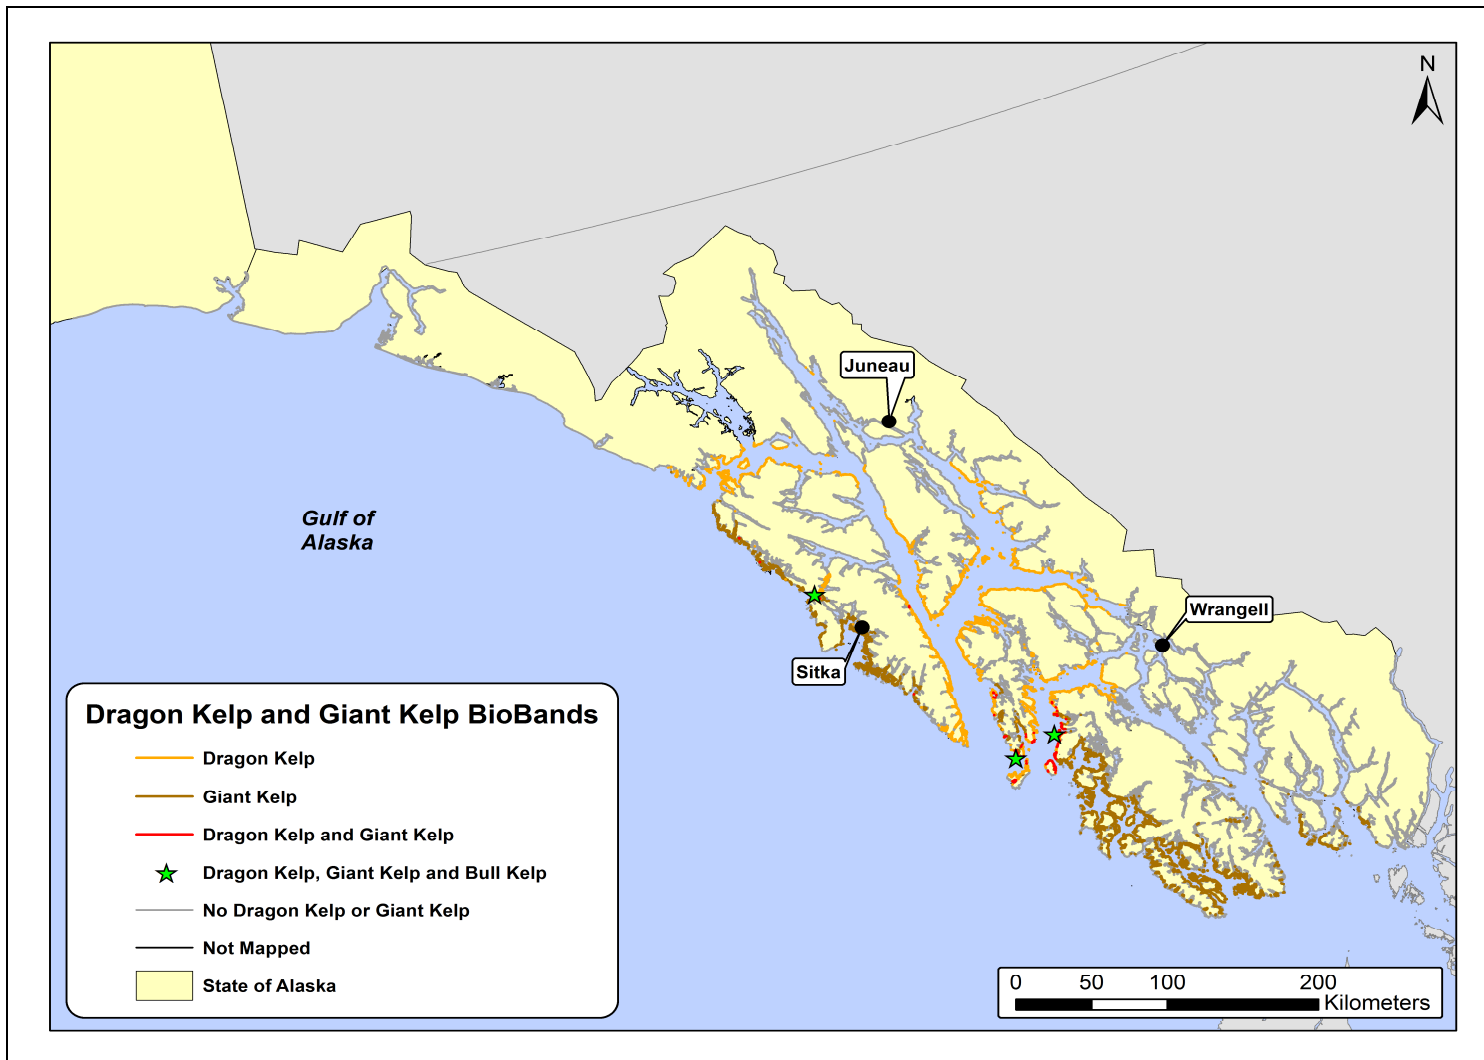 N
Juneau
Gulf of
Alaska
Wrangell
Sitka
Dragon Kelp and Giant Kelp BioBands
Dragon Kelp
Giant Kelp
Dragon Kelp and Giant Kelp
Dragon Kelp, Giant Kelp and Bull Kelp
No Dragon Kelp or Giant Kelp
Not Mapped
State of Alaska
0 50 100 200
Kilometers